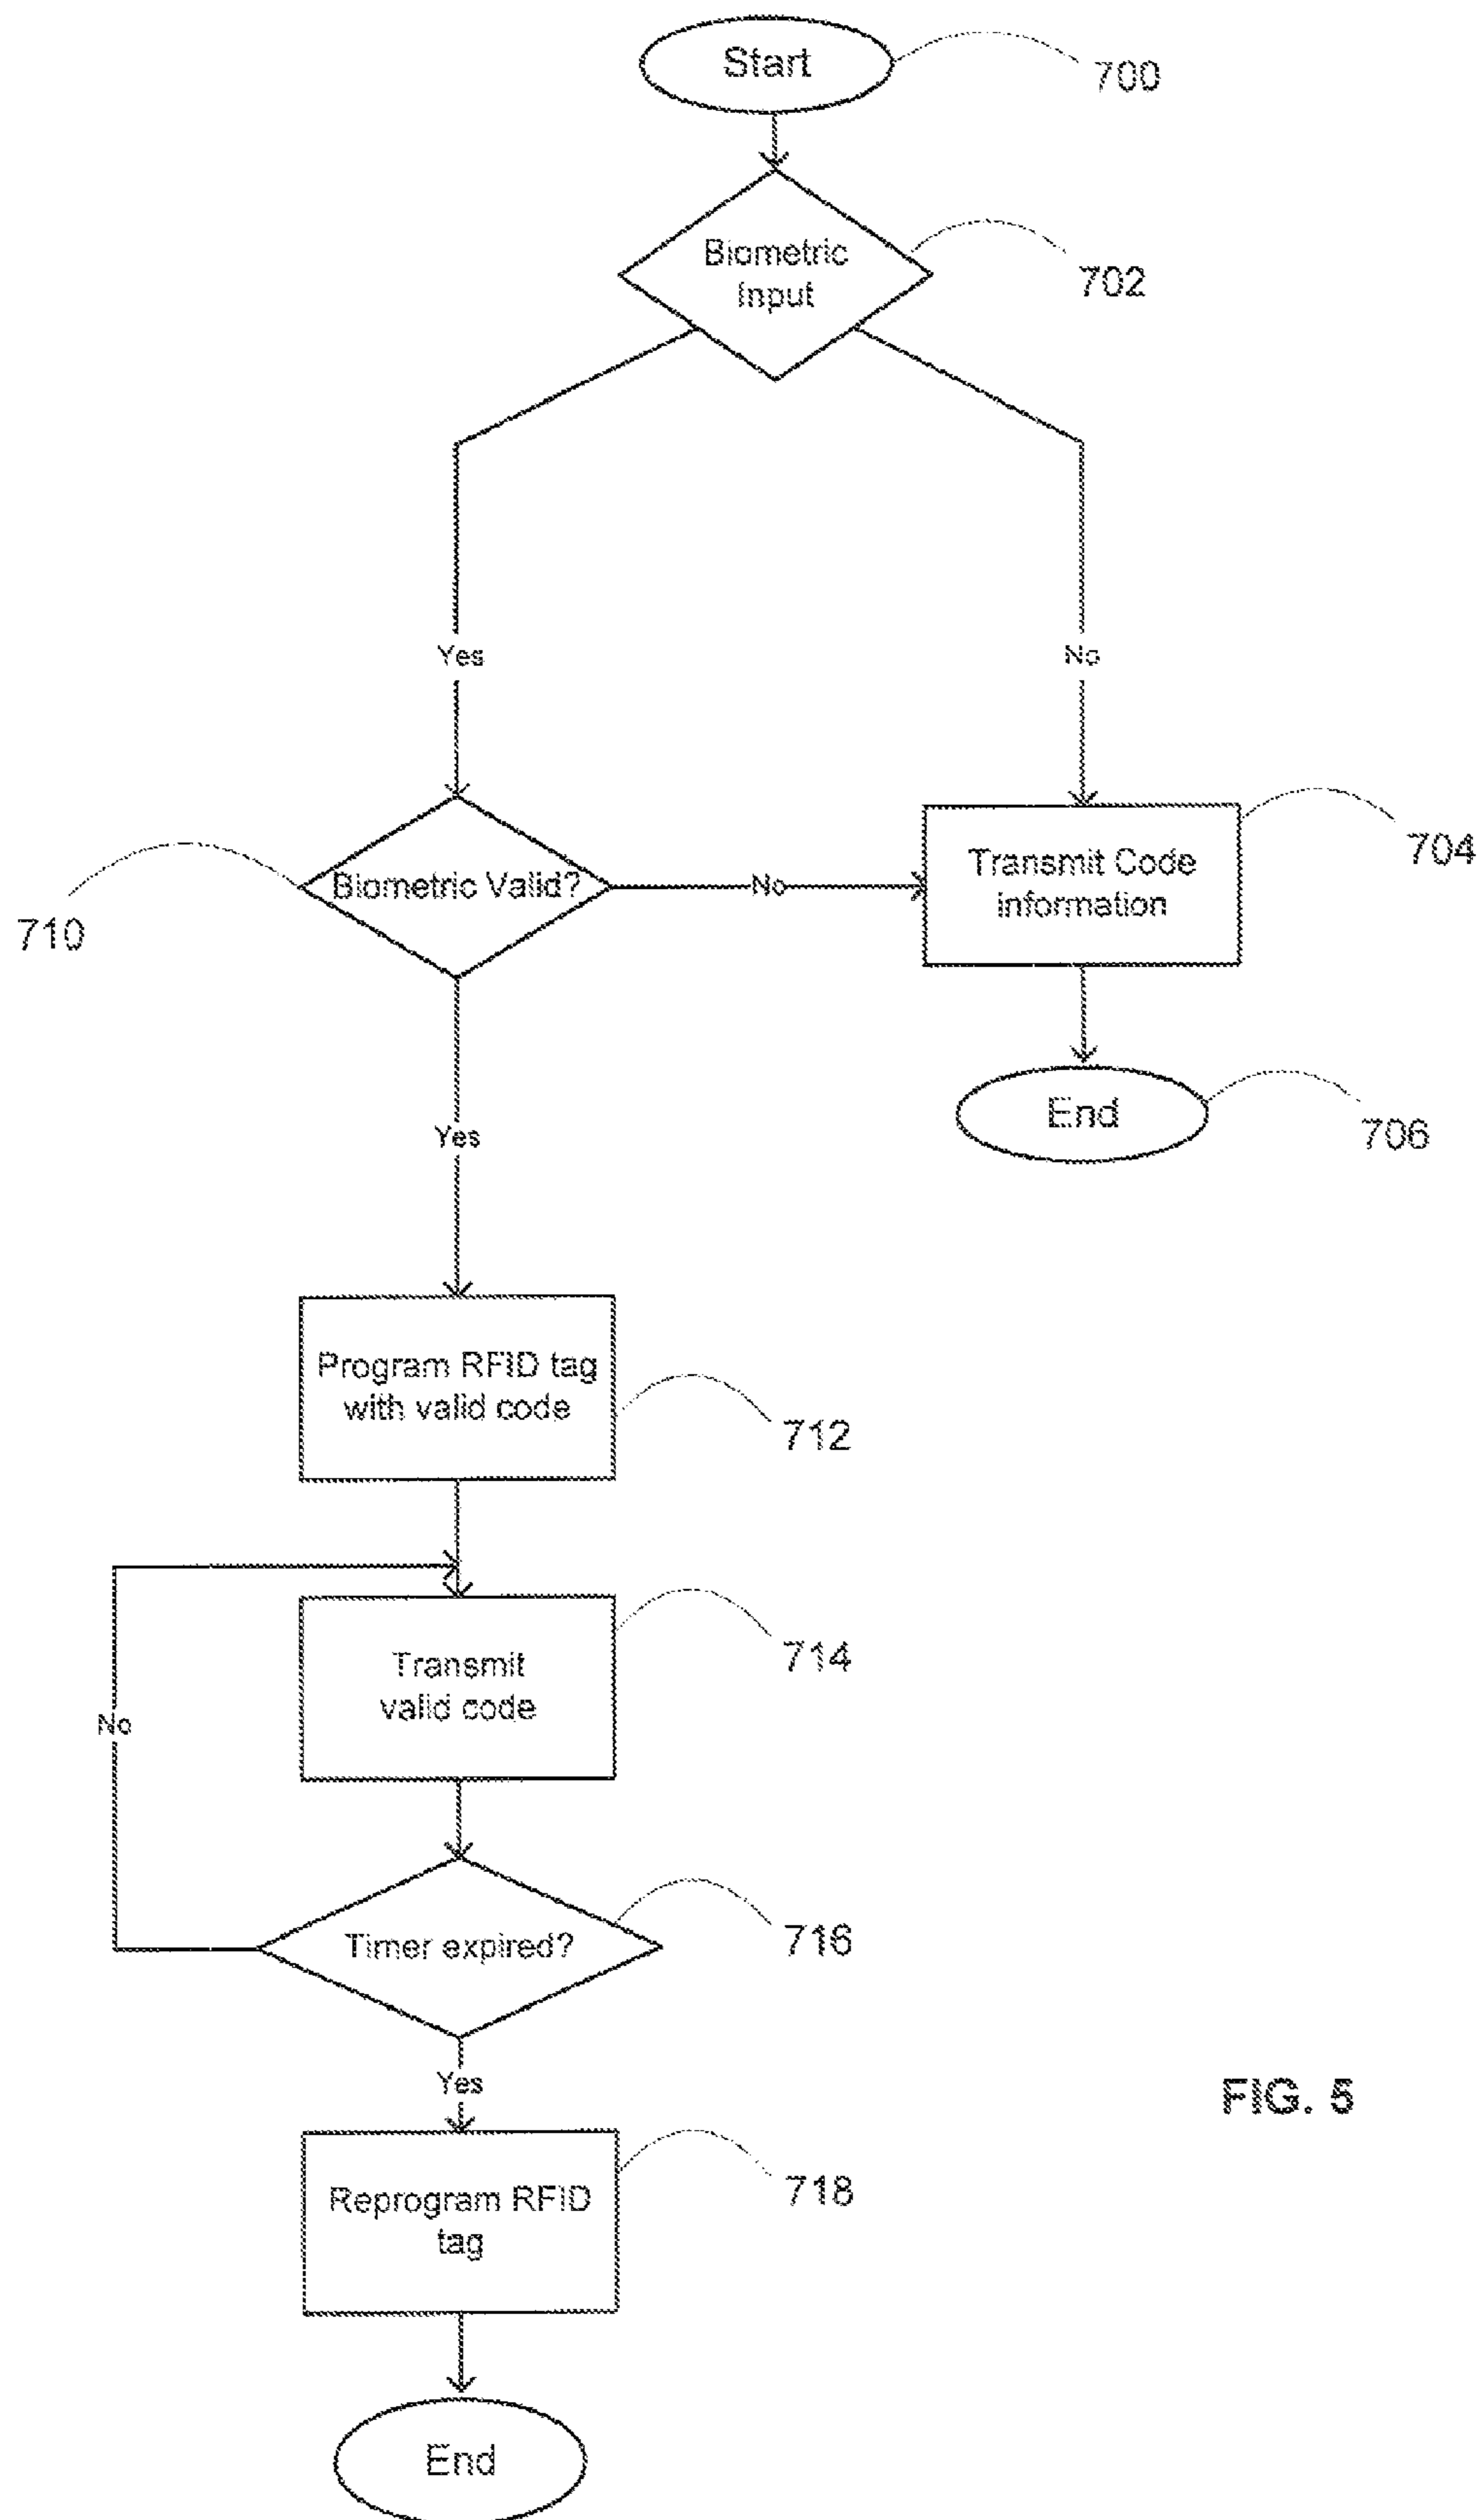 Start
700
Biometric
Input
702
Yes
No
Biometric Valid?
710
No
Transmit Code
information
704
End
706
Yes
Program RFID tag
with valid code
712
Transmit
valid code
714
No
Timer expired?
716
Yes
Reprogram RFID
tag
718
End
FIG. 5